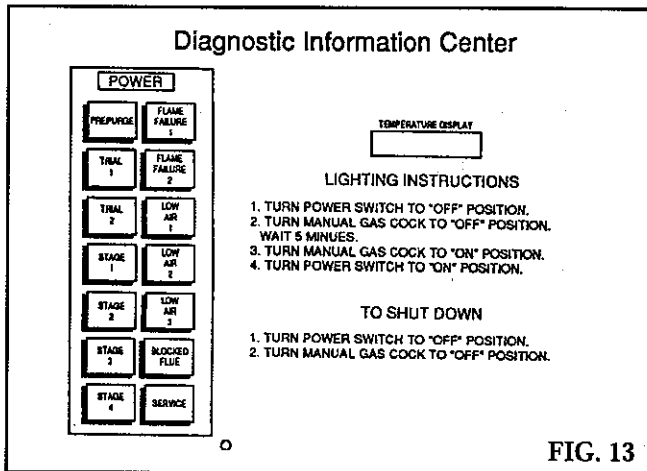 Diagnostic Information Center
POWER
PREPURGE
FLAME
FAILURE
1
TRIAL
1
FLAME
FAILURE
2
TRIAL
2
LOW
AIR
1
STAGE
1
LOW
AIR
2
STAGE
2
LOW
AIR
3
STAGE
3
BLOCKED
FLUE
STAGE
4
SERVICE
TEMPERATURE DISPLAY
LIGHTING INSTRUCTIONS
1. TURN POWER SWITCH TO "OFF" POSITION.
2. TURN MANUAL GAS COCK TO "OFF" POSITION.
WAIT 5 MINUES.
3. TURN MANUAL GAS COCK TO "ON" POSITION.
4. TURN POWER SWITCH TO "ON" POSITION.
TO SHUT DOWN
1. TURN POWER SWITCH TO "OFF" POSITION.
2. TURN MANUAL GAS COCK TO "OFF" POSITION.
FIG. 13